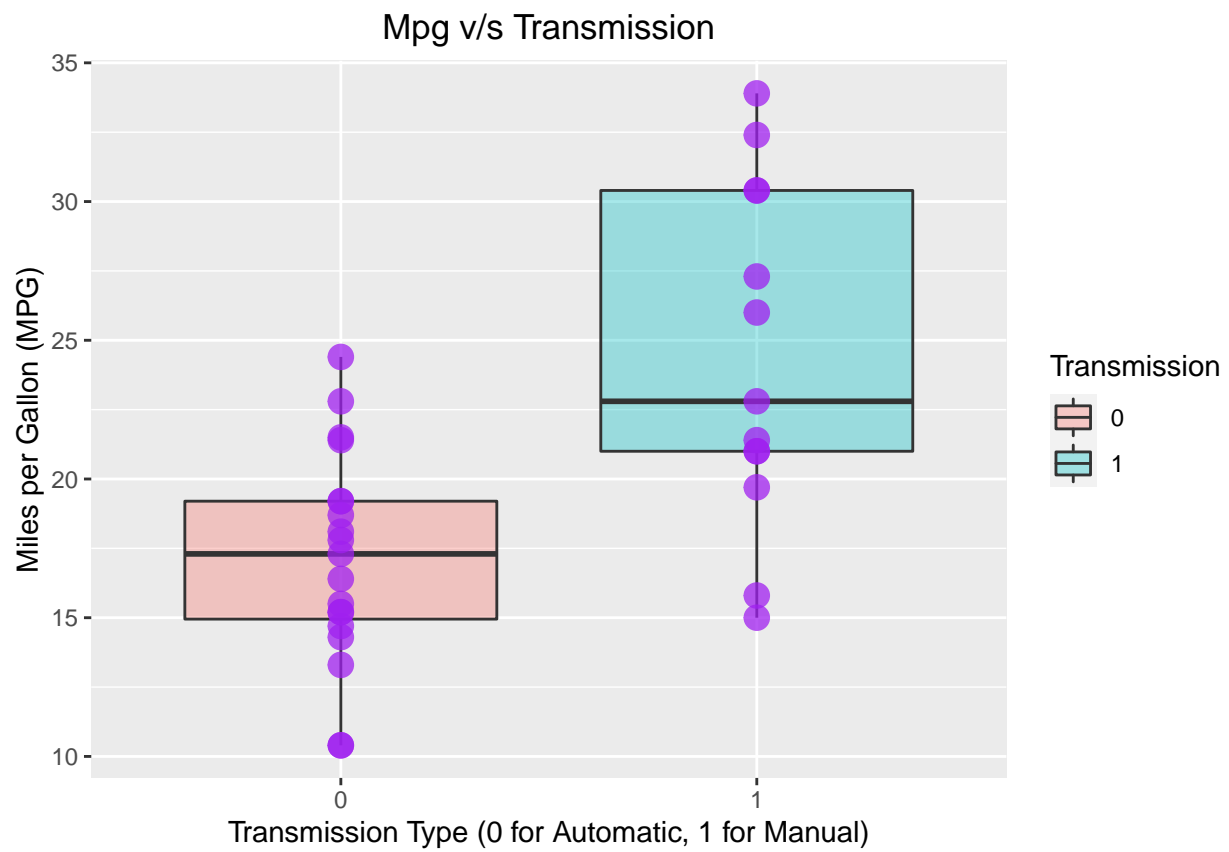 Mpg v/s Transmission
35
30
25
20
15
10
Miles per Gallon (MPG)
0
1
Transmission Type (0 for Automatic, 1 for Manual)
Transmission
0
1